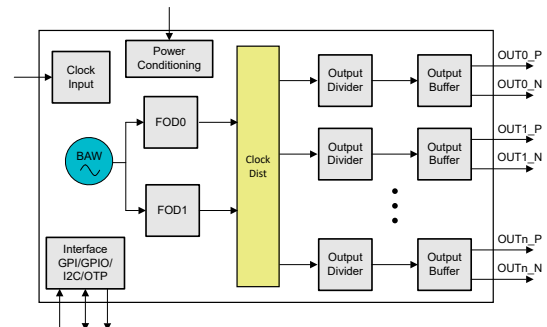 Power
Conditioning
Clock
Input
BAW
FOD0
FOD1
Interface
GPI/GPIO/
I2C/OTP
Clock
Dist
Output
Divider
Output
Buffer
OUT0_P
OUT0_N
Output
Divider
Output
Buffer
OUT1_P
OUT1_N
Output
Divider
Output
Buffer
OUTn_P
OUTn_N